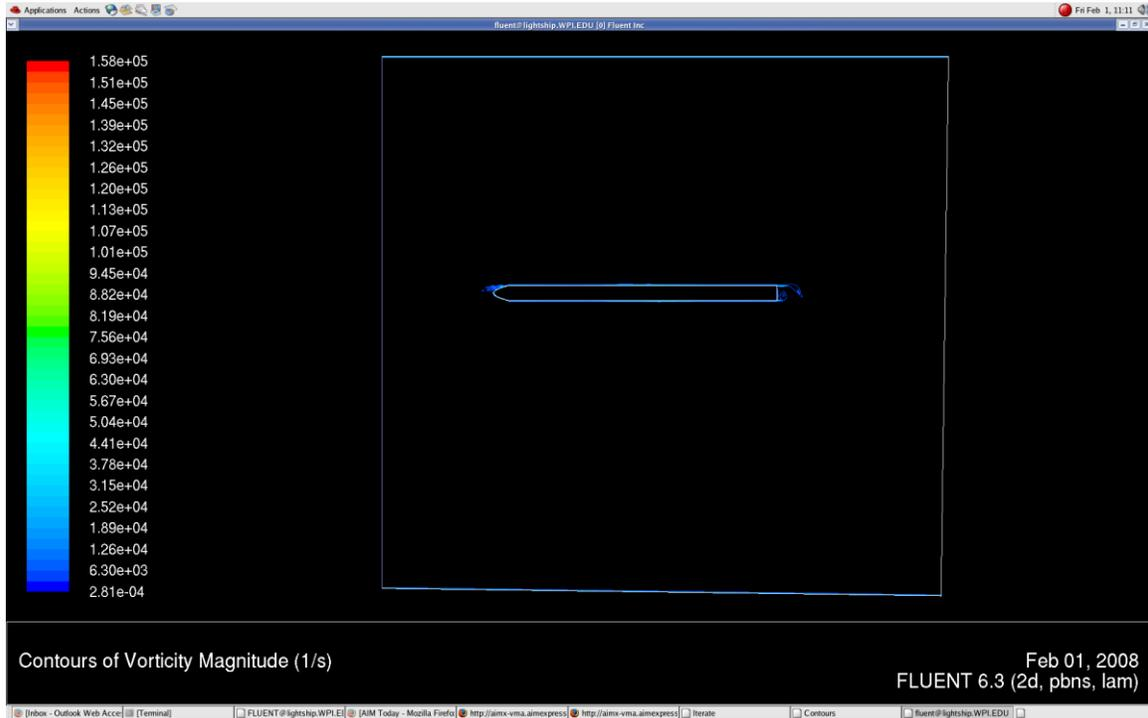 Applications Actions Fri Feb 1, 11:11
fluent@lightship.WPI.EDU [0] Fluent Inc
1.58e+05
1.51e+05
1.45e+05
1.39e+05
1.32e+05
1.26e+05
1.20e+05
1.13e+05
1.07e+05
1.01e+05
9.45e+04
8.82e+04
8.19e+04
7.56e+04
6.93e+04
6.30e+04
5.67e+04
5.04e+04
4.41e+04
3.78e+04
3.15e+04
2.52e+04
1.89e+04
1.26e+04
6.30e+03
2.81e-04
Contours of Vorticity Magnitude (1/s)
Feb 01, 2008
FLUENT 6.3 (2d, pbns, lam)
[Inbox - Outlook Web Acce [Terminal] FLUENT@lightship.WPI.E [AIM Today - Mozilla Firefo http://aimx-vma.aimexpress http://aimx-vma.aimexpress Iterate Contours fluent@lightship.WPI.EDU